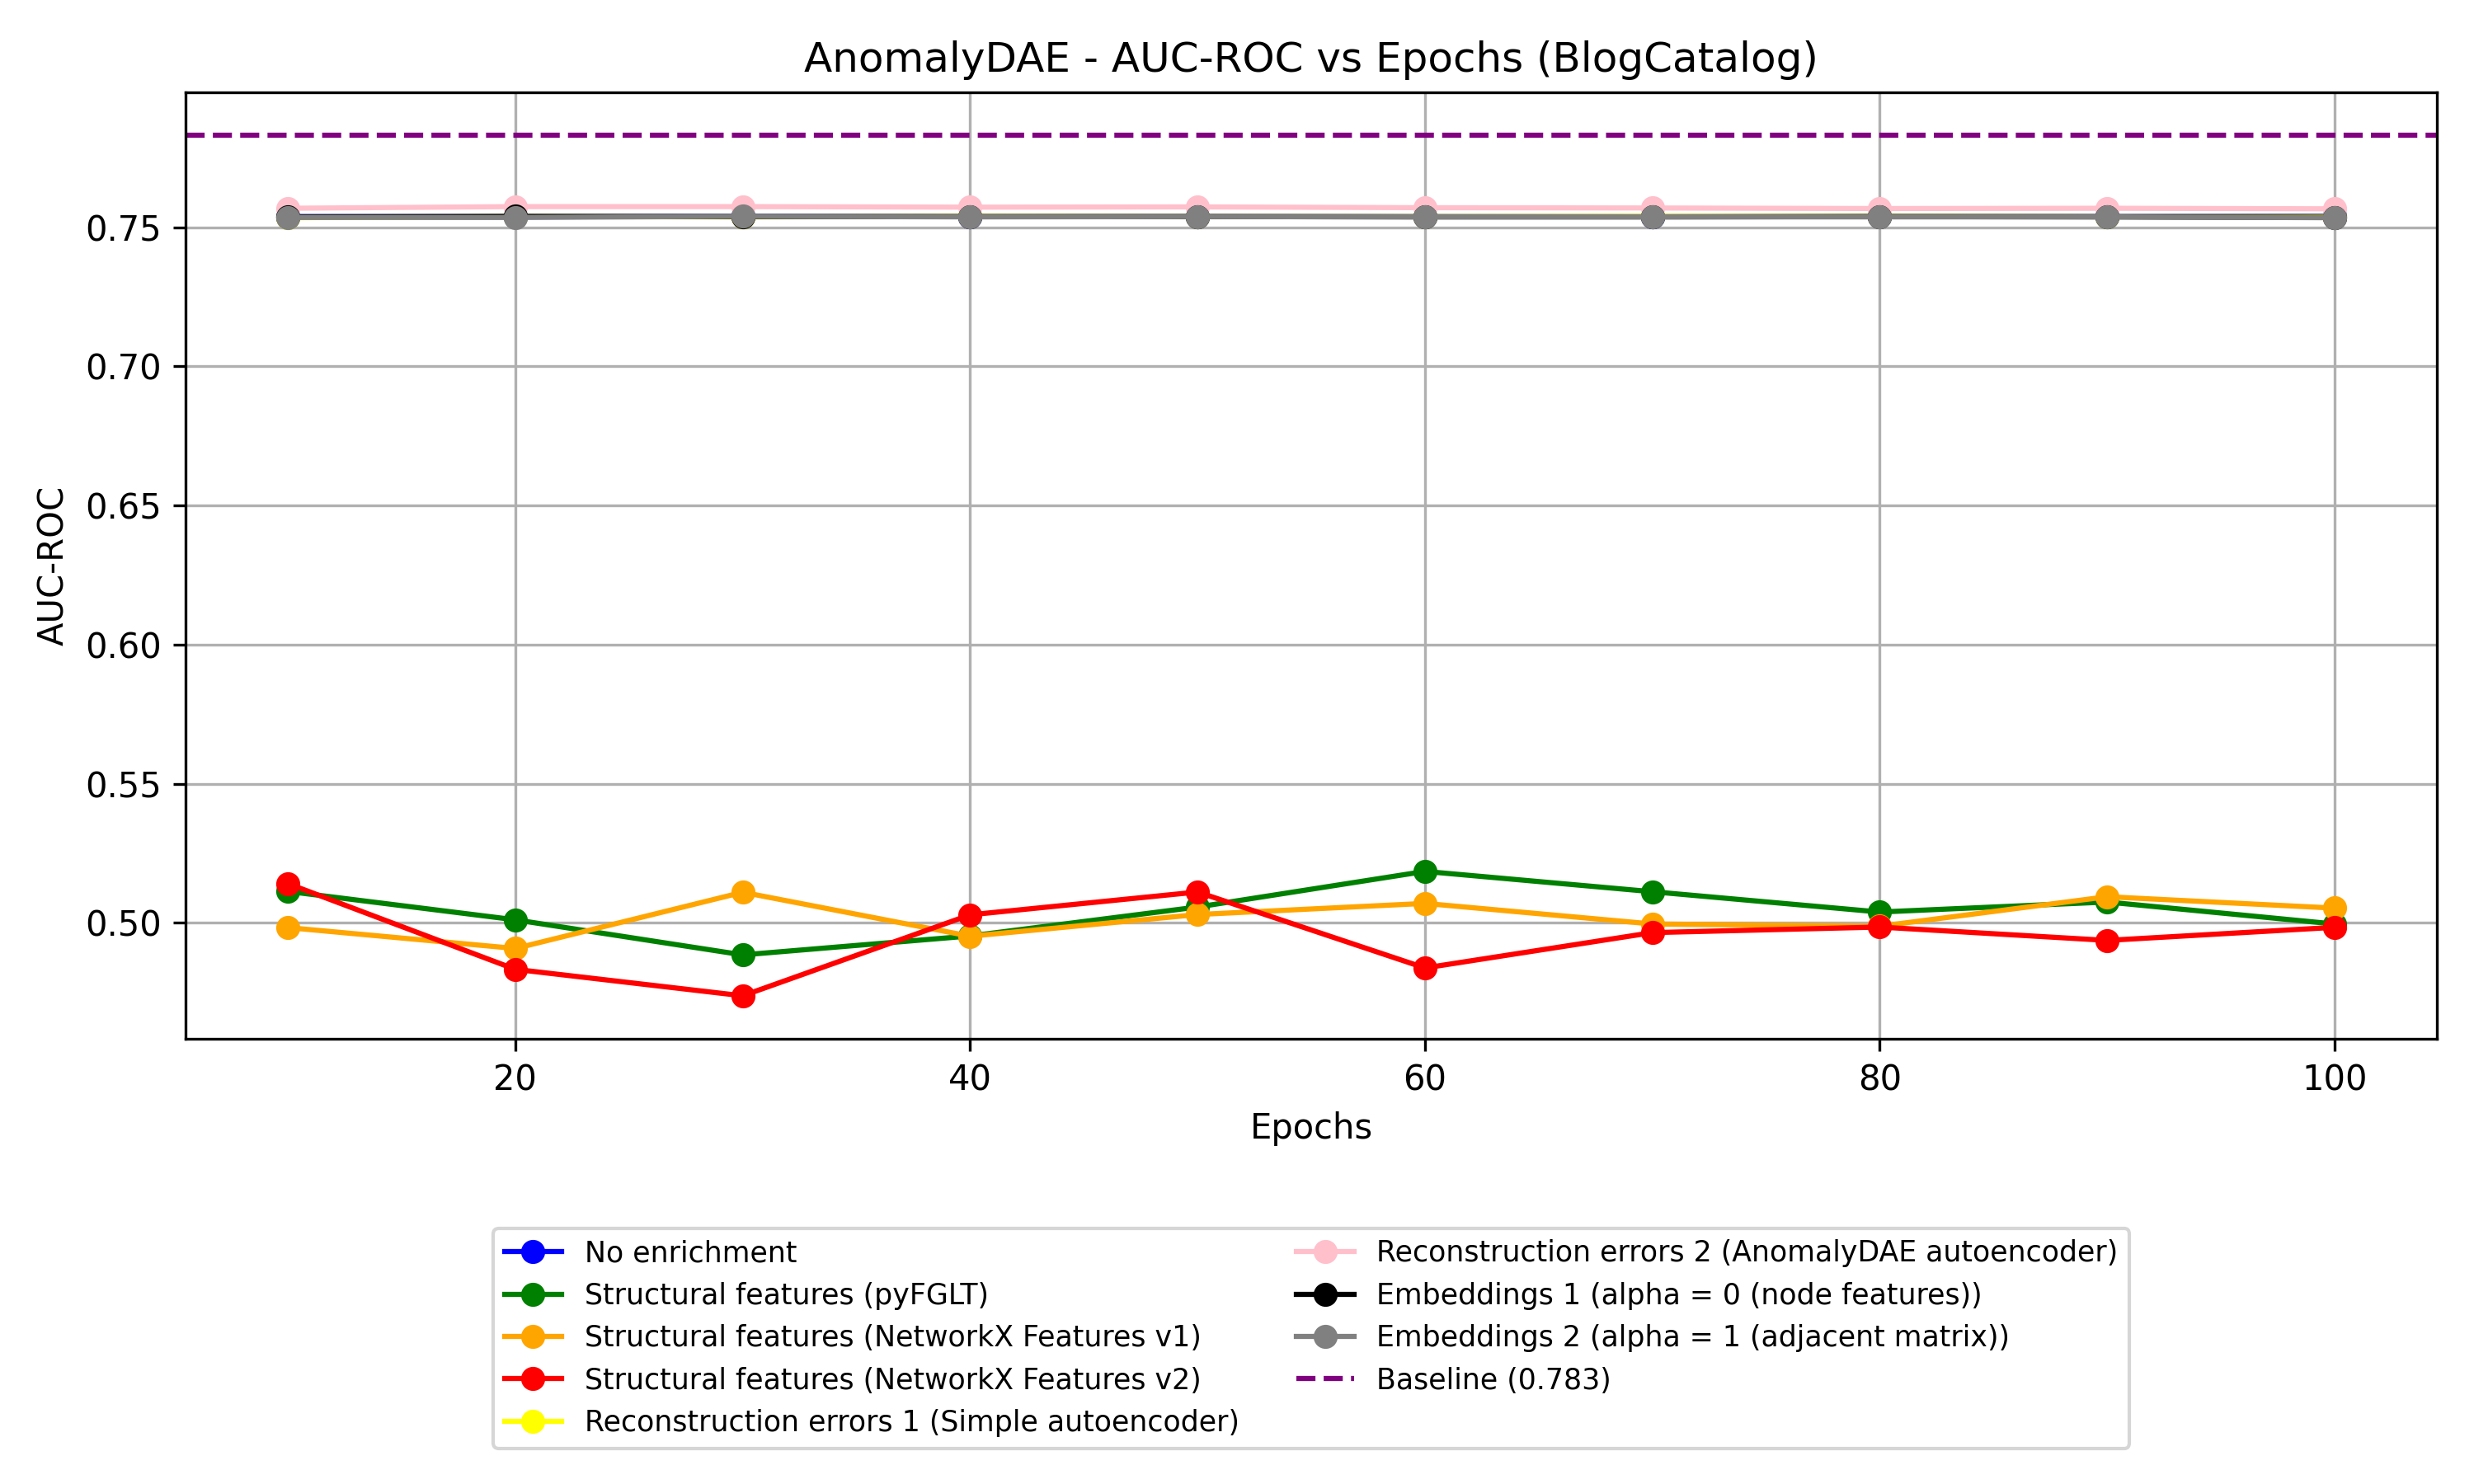 AnomalyDAE - AUC-ROC vs Epochs (BlogCatalog)
AUC-ROC
0.75
0.70
0.65
0.60
0.55
0.50
20 40 60 80 100
Epochs
No enrichment
Structural features (pyFGLT)
Structural features (NetworkX Features v1)
Structural features (NetworkX Features v2)
Reconstruction errors 1 (Simple autoencoder)
Reconstruction errors 2 (AnomalyDAE autoencoder)
Embeddings 1 (alpha = 0 (node features))
Embeddings 2 (alpha = 1 (adjacent matrix))
Baseline (0.783)